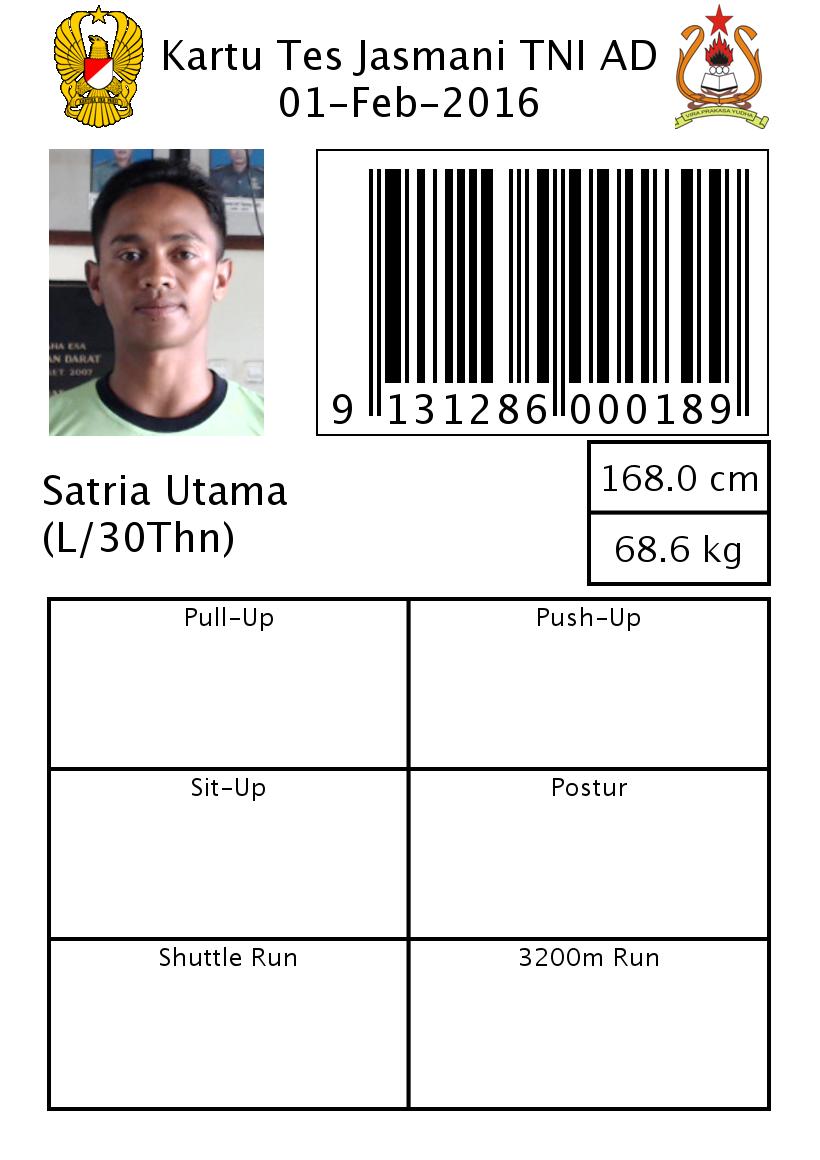 Kartu Tes Jasmani TNI AD
01-Feb-2016
VIRA PRAKASA YUDHA
HA ESA
AN DARAT
ET 2007
9 131286 000189
168.0 cm
68.6 kg
Satria Utama
(L/30Thn)
Pull-Up
Push-Up
Sit-Up
Postur
Shuttle Run
3200m Run